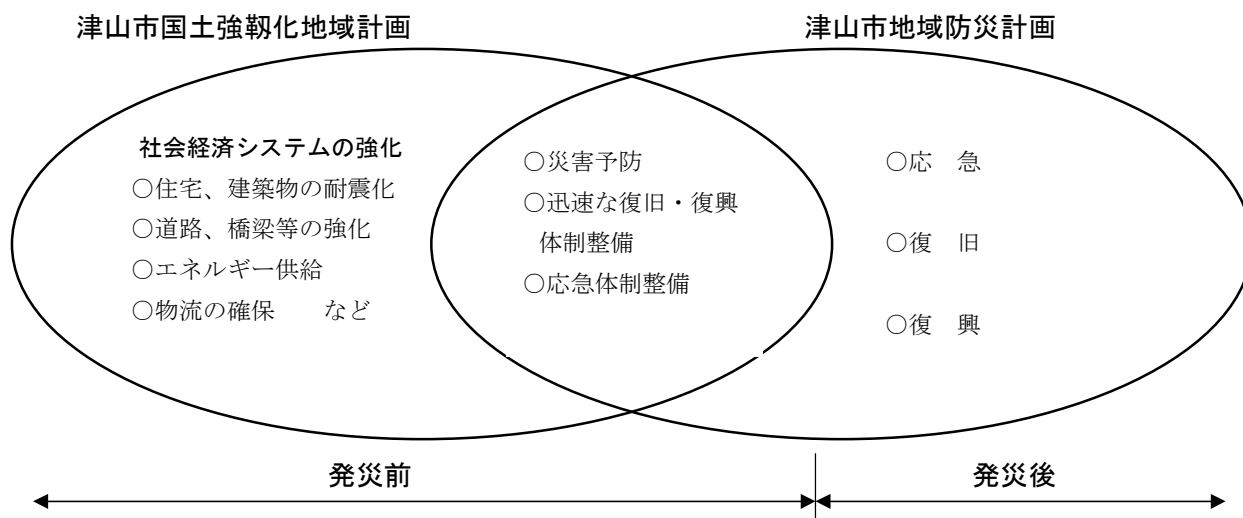 津山市国土強靱化地域計画
津山市地域防災計画
社会経済システムの強化
○住宅、建築物の耐震化
○道路、橋梁等の強化
○エネルギー供給
○物流の確保　　など
○災害予防
○迅速な復旧・復興
体制整備
○応急体制整備
○応　急
○復　旧
○復　興
発災前
発災後